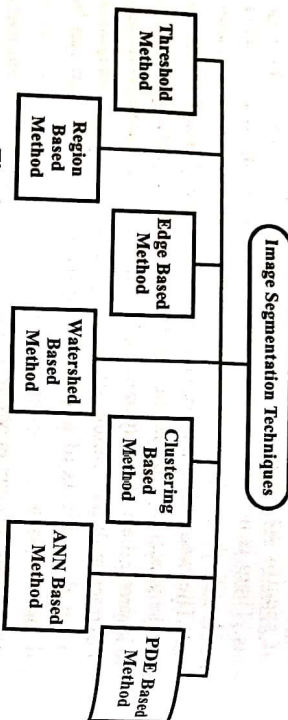 Image Segmentation Techniques
Threshold
Method
Edge Based
Method
Clustering
Based
Method
PDE Based
Method
Region
Based
Method
Watershed
Based
Method
ANN Based
Method